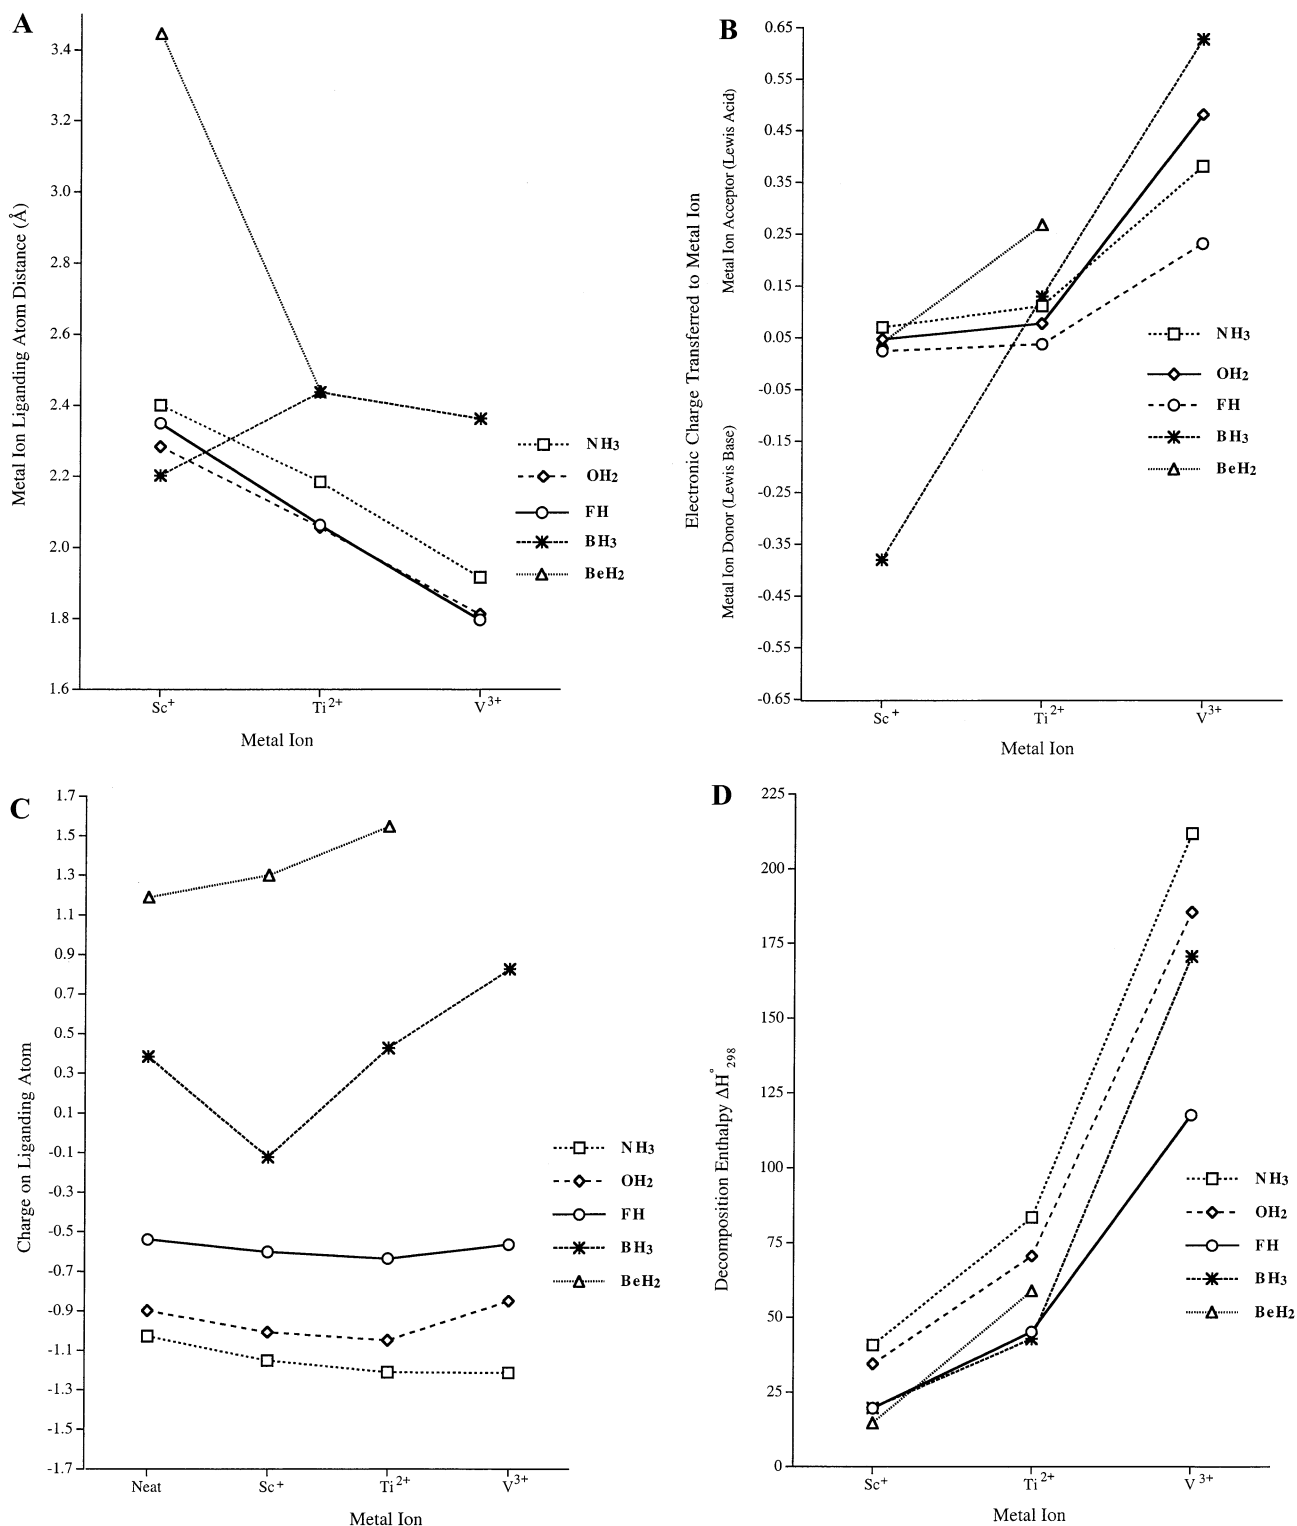 A
3.4
3.2
3.0
2.8
2.6
2.4
2.2
2.0
1.8
1.6
Metal Ion Liganding Atom Distance (Å)
Sc+
Ti2+
V3+
Metal Ion
NH3
OH2
FH
BH3
BeH2
B
0.65
0.55
0.45
0.35
0.25
0.15
0.05
-0.05
-0.15
-0.25
-0.35
-0.45
-0.55
-0.65
Electronic Charge Transferred to Metal Ion
Metal Ion Acceptor (Lewis Acid)
Metal Ion Donor (Lewis Base)
Sc+
Ti2+
V3+
Metal Ion
NH3
OH2
FH
BH3
BeH2
C
1.7
1.5
1.3
1.1
0.9
0.7
0.5
0.3
0.1
-0.1
-0.3
-0.5
-0.7
-0.9
-1.1
-1.3
-1.5
-1.7
Charge on Liganding Atom
Neat
Sc+
Ti2+
V3+
Metal Ion
NH3
OH2
FH
BH3
BeH2
D
225
200
175
150
125
100
75
50
25
0
Decomposition Enthalpy ΔH°298
Sc+
Ti2+
V3+
Metal Ion
NH3
OH2
FH
BH3
BeH2